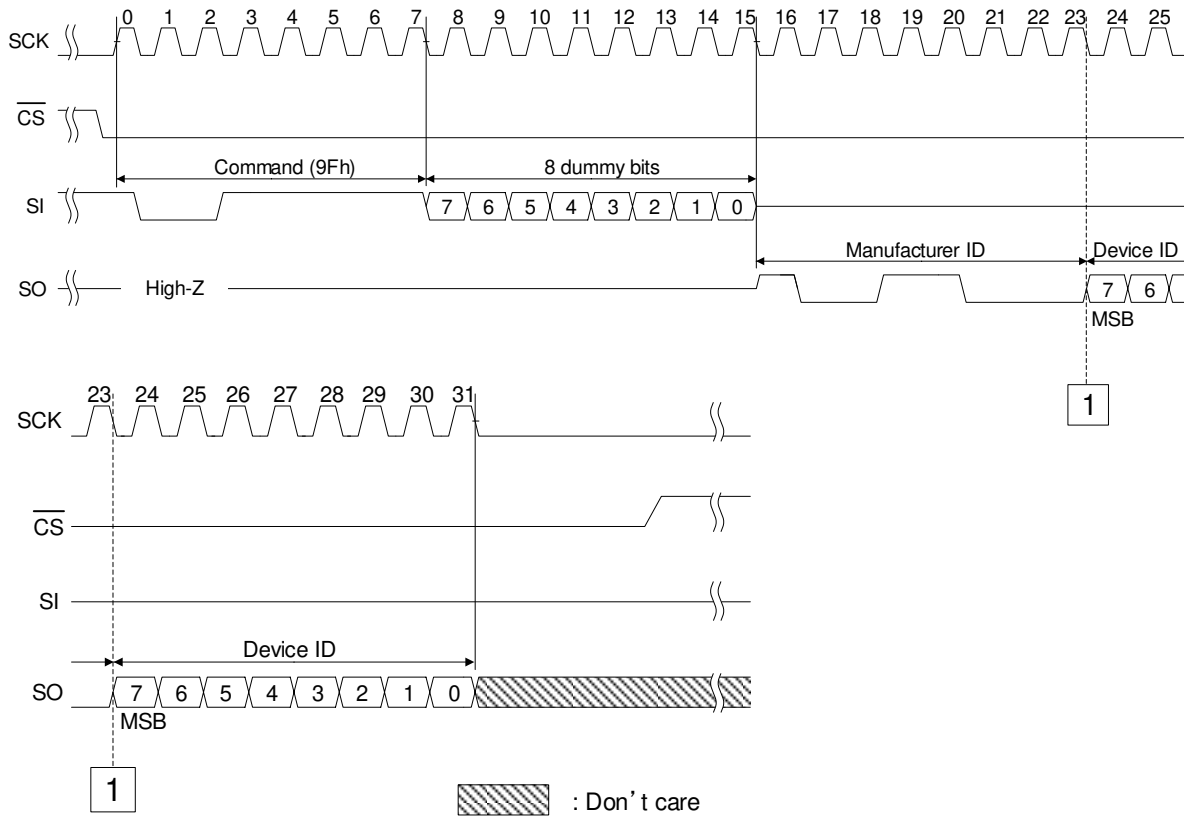 0 1 2 3 4 5 6 7 8 9 10 11 12 13 14 15 16 17 18 19 20 21 22 23 24 25
SCK
CS
Command (9Fh) 8 dummy bits
SI 7 6 5 4 3 2 1 0
Manufacturer ID Device ID
SO High-Z 7 6
MSB
1
23 24 25 26 27 28 29 30 31
SCK
CS
SI
Device ID
SO 7 6 5 4 3 2 1 0
MSB
1
: Don’t care